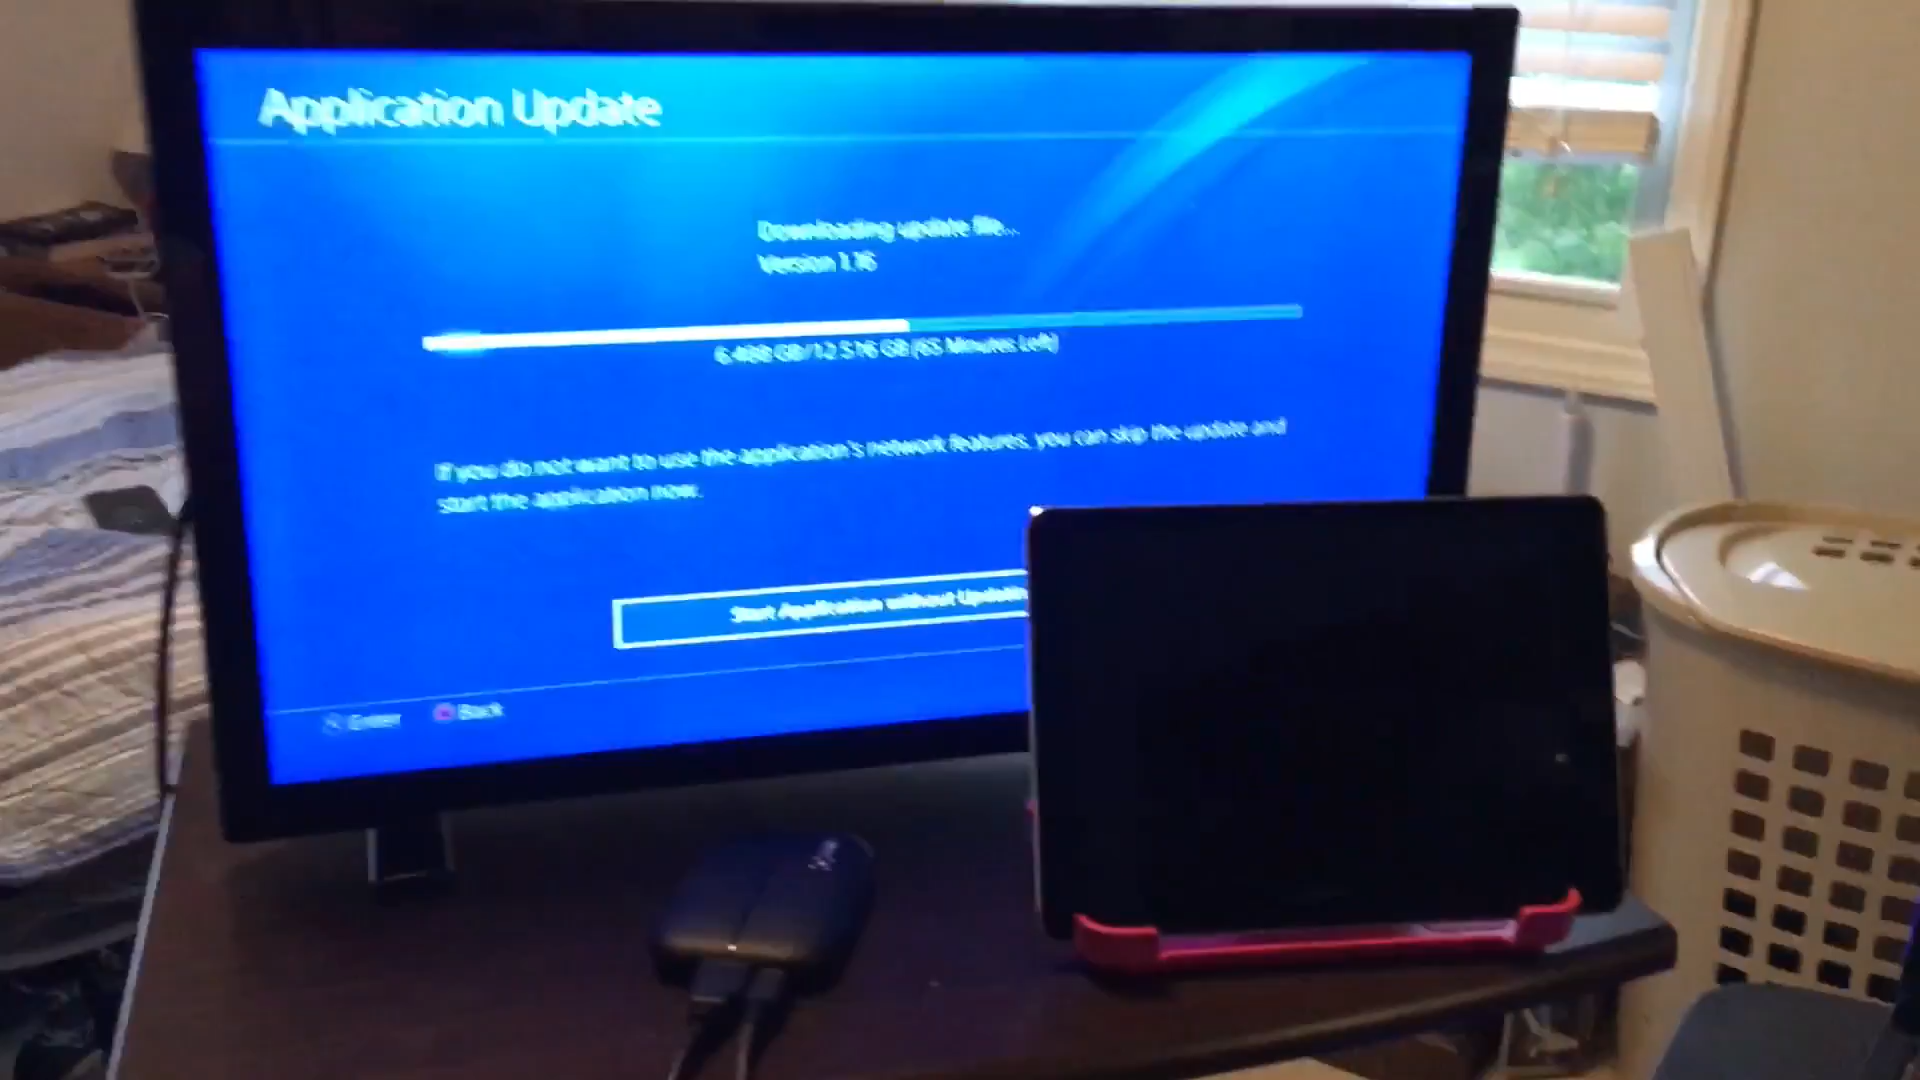 Application Update
Downloading update file...
Version 1.16
6.488 GB/12.516 GB (65 Minutes Left)
If you do not want to use the application's network features, you can skip the update and
start the application now.
Start Application without Updatin
Enter
Back